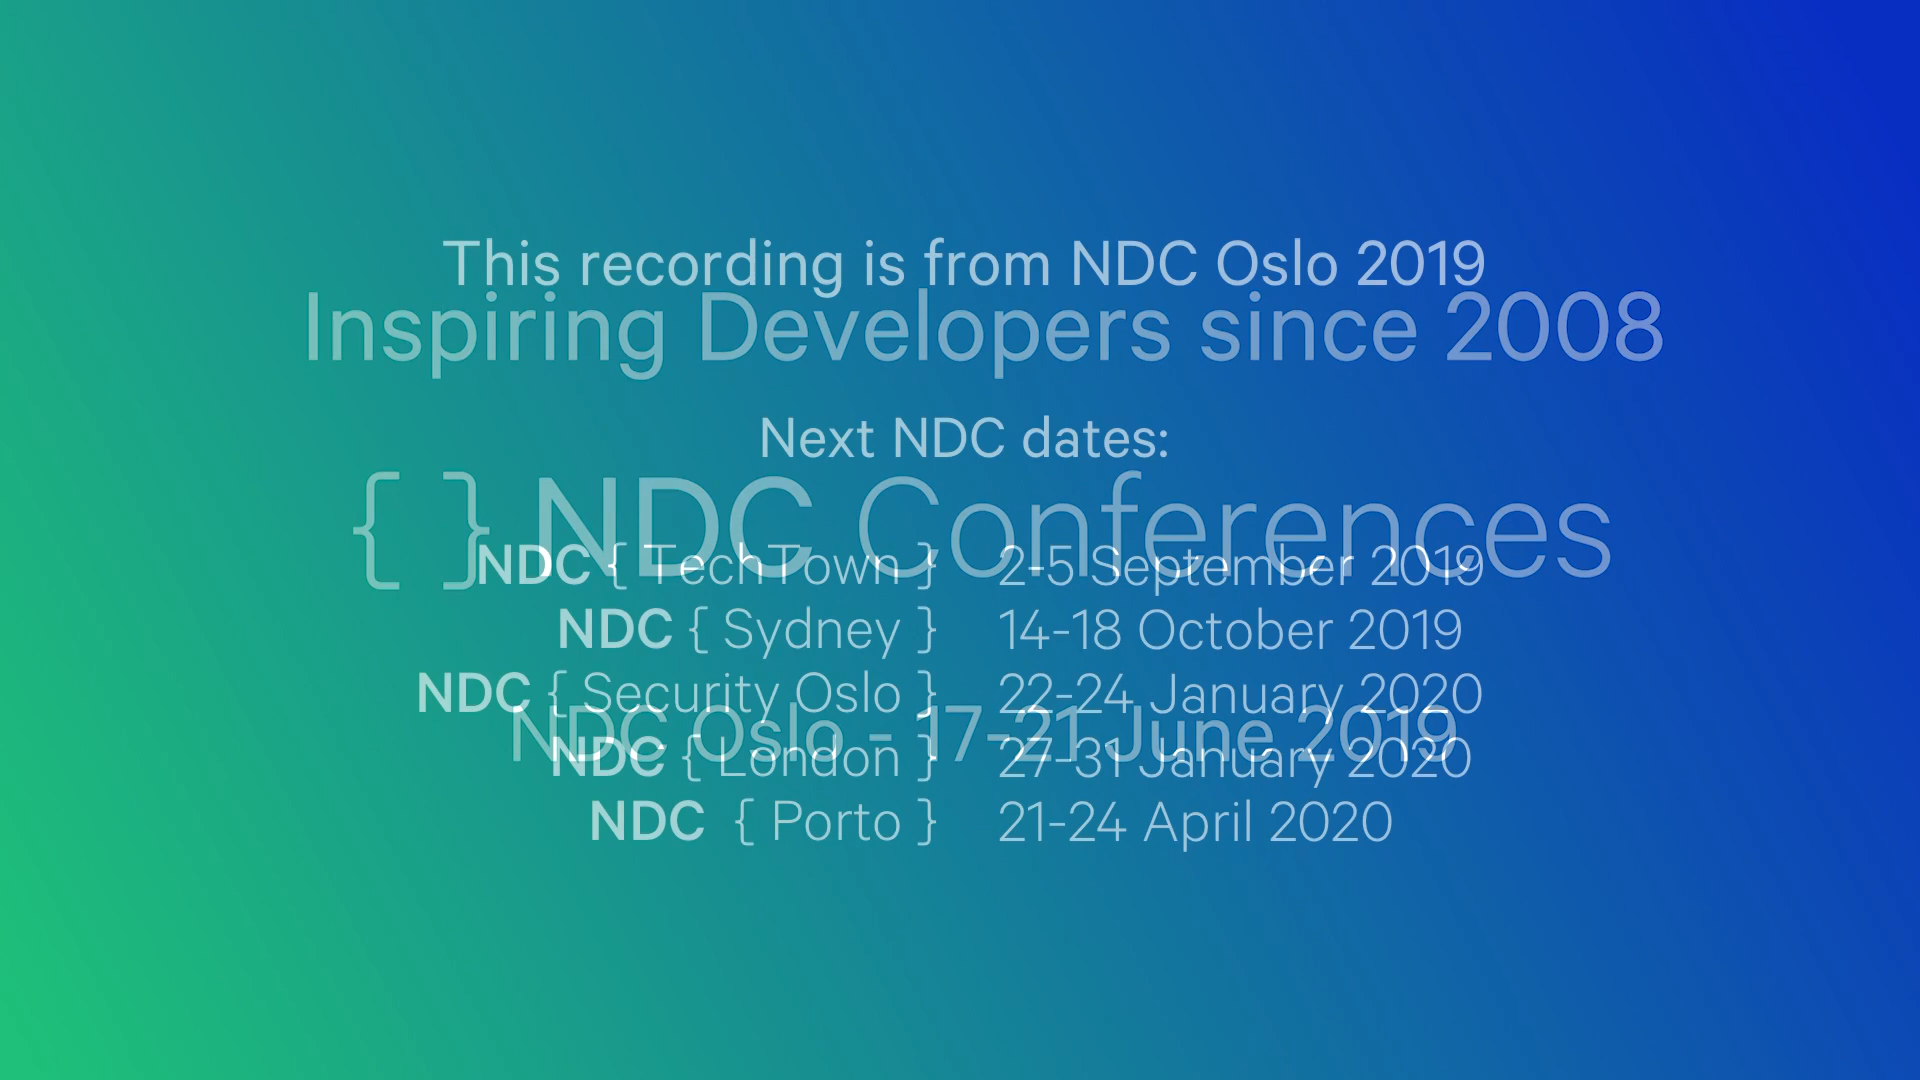 This recording is from NDC Oslo 2019
Inspiring Developers since 2008
Next NDC dates:
{ } NDC Conferences
NDC { TechTown } 2-5 September 2019
NDC { Sydney } 14-18 October 2019
NDC { Security Oslo } 22-24 January 2020
NDC Oslo - 17-21 June 2019
NDC { London } 27-31 January 2020
NDC { Porto } 21-24 April 2020